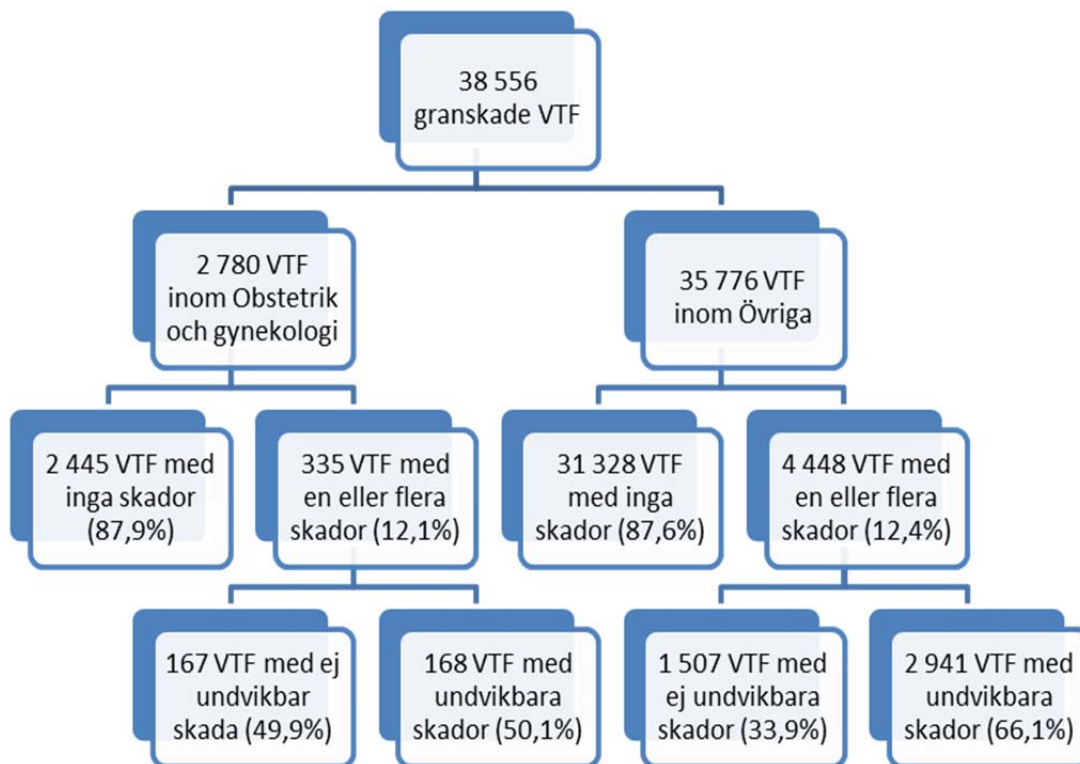 38 556
granskade VTF
2 780 VTF
inom Obstetrik
och gynekologi
35 776 VTF
inom Övriga
2 445 VTF med
inga skador
(87,9%)
335 VTF med
en eller flera
skador (12,1%)
31 328 VTF
med inga
skador (87,6%)
4 448 VTF med
en eller flera
skador (12,4%)
167 VTF med ej
undvikbar
skada (49,9%)
168 VTF med
undvikbara
skador (50,1%)
1 507 VTF med
ej undvikbara
skador (33,9%)
2 941 VTF med
undvikbara
skador (66,1%)